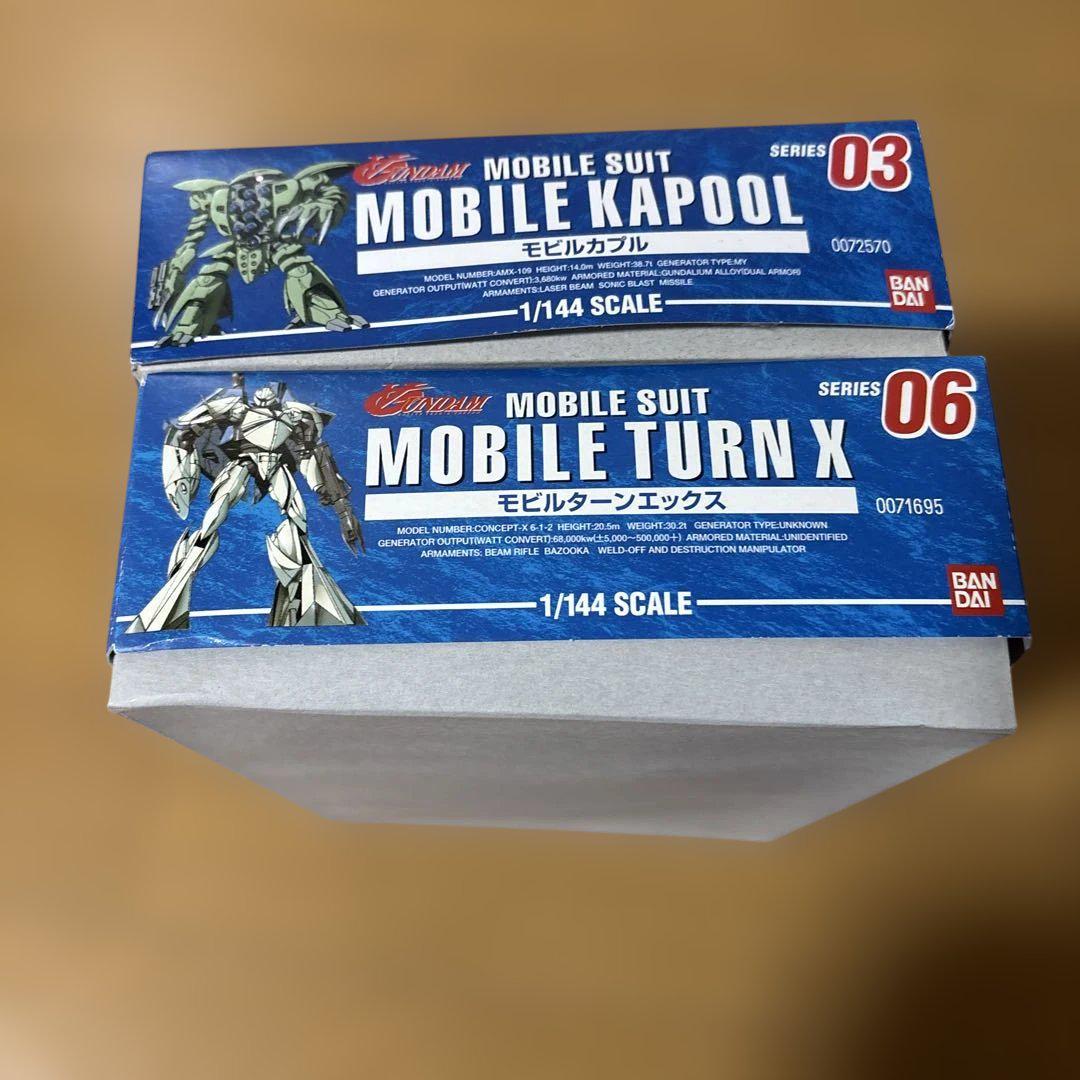 GUNDAM
MOBILE SUIT
SERIES 03
MOBILE KAPOOL
モビルカプル
0072570
MODEL NUMBER:AMX-109 HEIGHT:14.0m WEIGHT:38.7t GENERATOR TYPE:MY
GENERATOR OUTPUT(WATT CONVERT):3,680kw ARMORED MATERIAL:GUNDALIUM ALLOY(DUAL ARMOR)
ARMAMENTS:LASER BEAM SONIC BLAST MISSILE
BAN
DAI
1/144 SCALE
GUNDAM
MOBILE SUIT
SERIES 06
MOBILE TURN X
モビルターンエックス
0071695
MODEL NUMBER:CONCEPT-X 6-1-2 HEIGHT:20.5m WEIGHT:30.2t GENERATOR TYPE:UNKNOWN
GENERATOR OUTPUT(WATT CONVERT):68,000kw(±5,000～500,000＋) ARMORED MATERIAL:UNIDENTIFIED
ARMAMENTS: BEAM RIFLE BAZOOKA WELD-OFF AND DESTRUCTION MANIPULATOR
BAN
DAI
1/144 SCALE